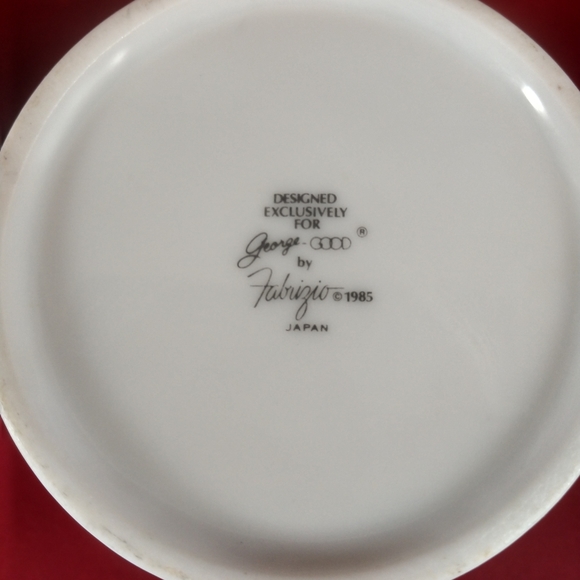 DESIGNED
EXCLUSIVELY
FOR
George - GOOD ®
by
Fabrizio © 1985
JAPAN